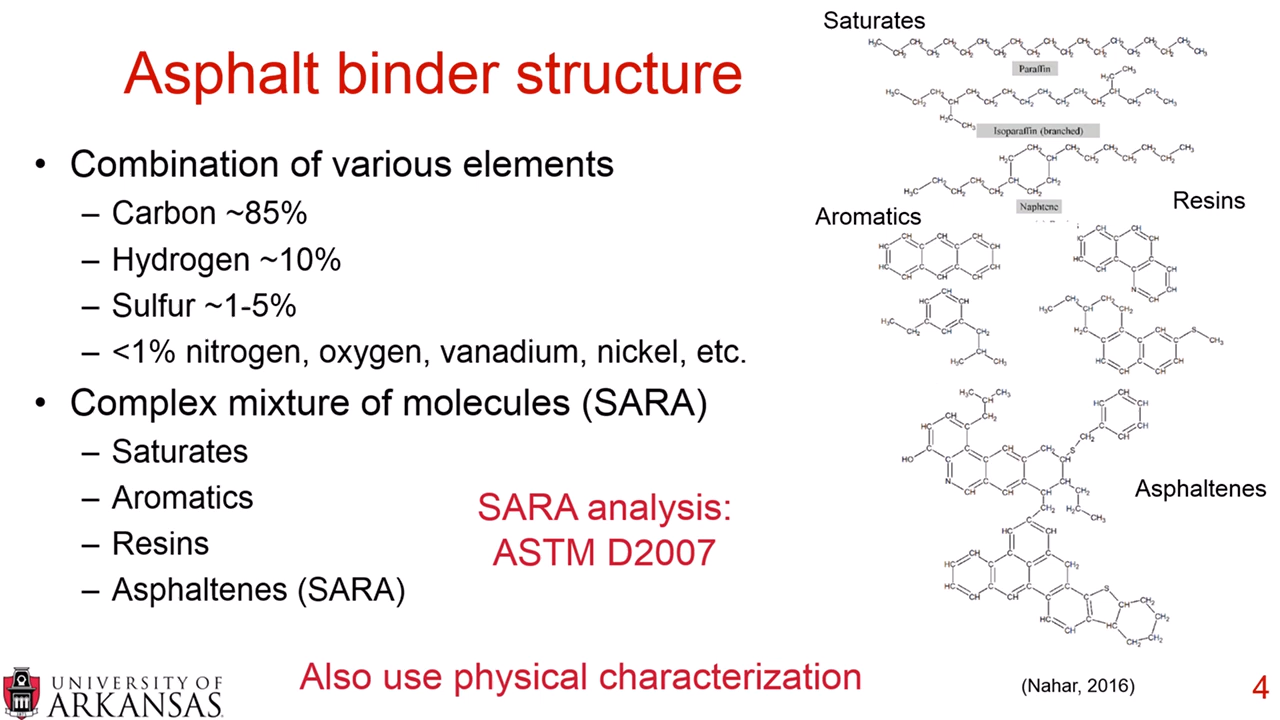 Asphalt binder structure
• Combination of various elements
– Carbon ~85%
– Hydrogen ~10%
– Sulfur ~1-5%
– <1% nitrogen, oxygen, vanadium, nickel, etc.
• Complex mixture of molecules (SARA)
– Saturates
– Aromatics
– Resins
– Asphaltenes (SARA)
SARA analysis:
ASTM D2007
Also use physical characterization
Saturates
Paraffin
Isoparaffin (branched)
Naphtene
Aromatics
Resins
Asphaltenes
(Nahar, 2016)
UNIVERSITY OF
ARKANSAS
4